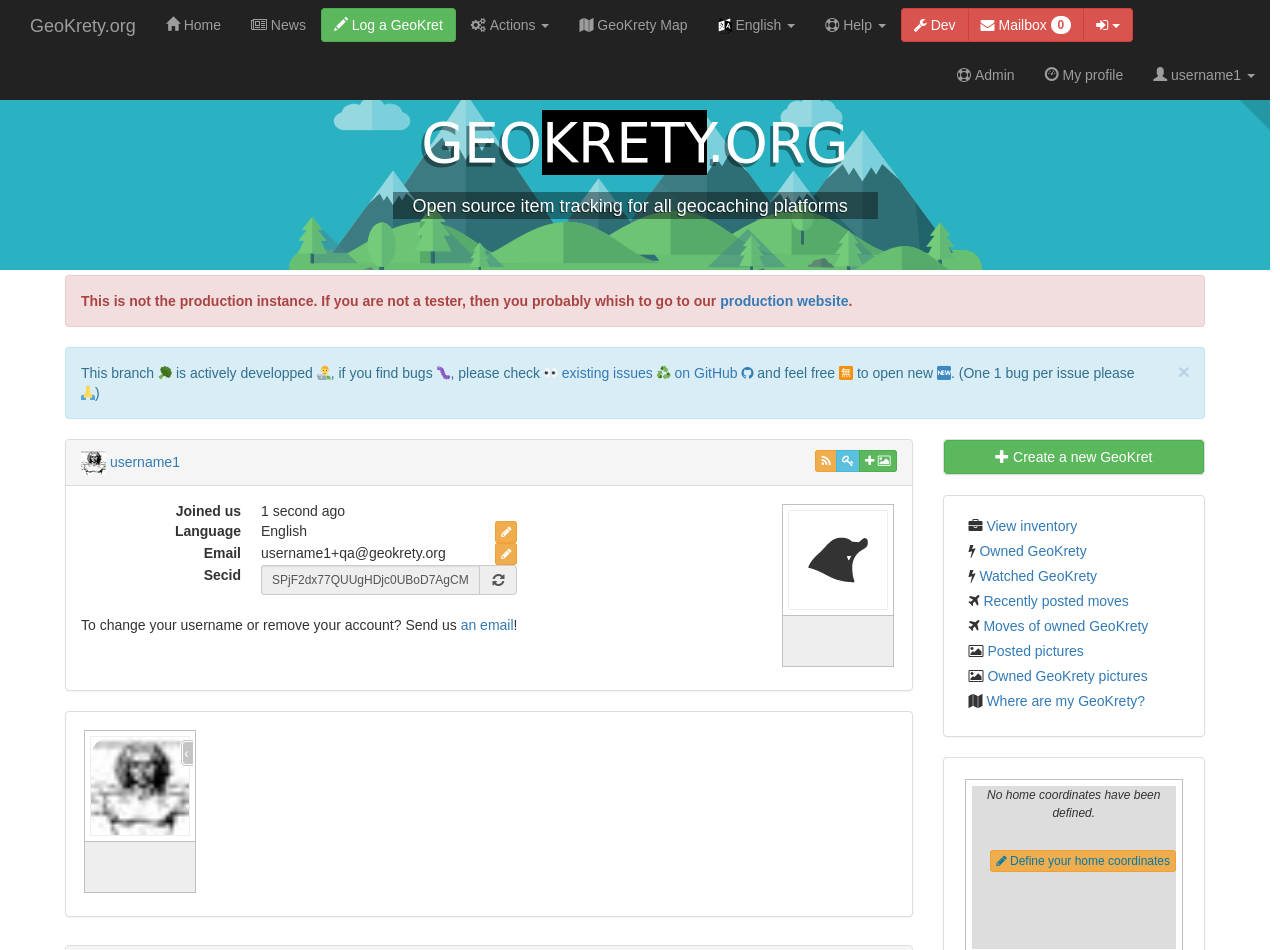 GeoKrety.org Home News Log a GeoKret Actions GeoKrety Map English Help Dev Mailbox 0
Admin My profile username1
GEOKRETY.ORG
Open source item tracking for all geocaching platforms
This is not the production instance. If you are not a tester, then you probably whish to go to our production website.
This branch 🥦 is actively developped 👨‍🔬, if you find bugs 🐛, please check 👀 existing issues ♻ on GitHub and feel free 🈚 to open new 🆕. (One 1 bug per issue please
🙏)
×
username1
Joined us 1 second ago
Language English
Email username1+qa@geokrety.org
Secid SPjF2dx77QUUgHDjc0UBoD7AgCM
To change your username or remove your account? Send us an email!
Create a new GeoKret
View inventory
Owned GeoKrety
Watched GeoKrety
Recently posted moves
Moves of owned GeoKrety
Posted pictures
Owned GeoKrety pictures
Where are my GeoKrety?
No home coordinates have been
defined.
Define your home coordinates